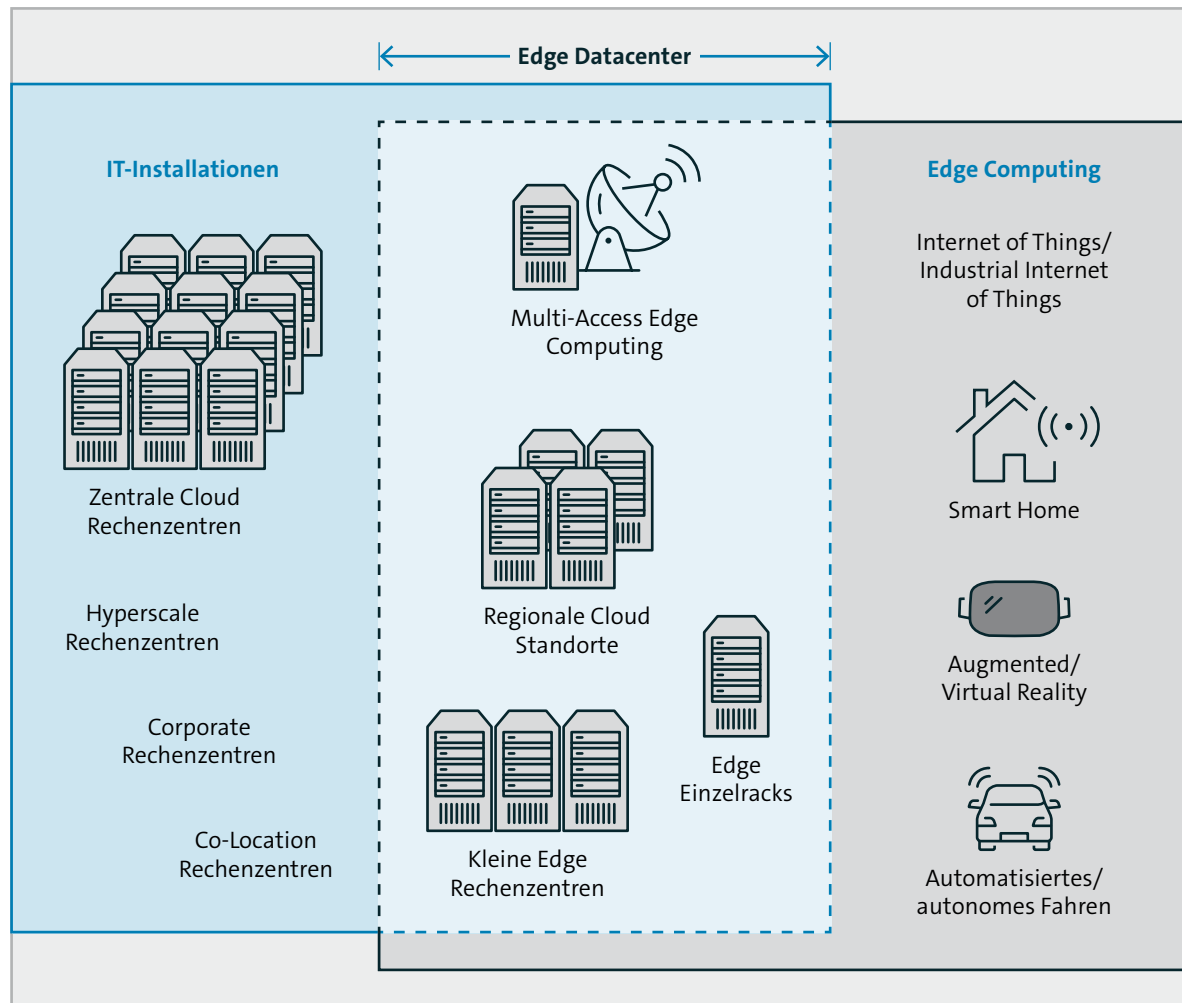 Edge Datacenter
IT-Installationen
Zentrale Cloud
Rechenzentren
Hyperscale
Rechenzentren
Corporate
Rechenzentren
Co-Location
Rechenzentren
Multi-Access Edge
Computing
Regionale Cloud
Standorte
Edge
Einzelracks
Kleine Edge
Rechenzentren
Edge Computing
Internet of Things/
Industrial Internet
of Things
Smart Home
Augmented/
Virtual Reality
Automatisiertes/
autonomes Fahren